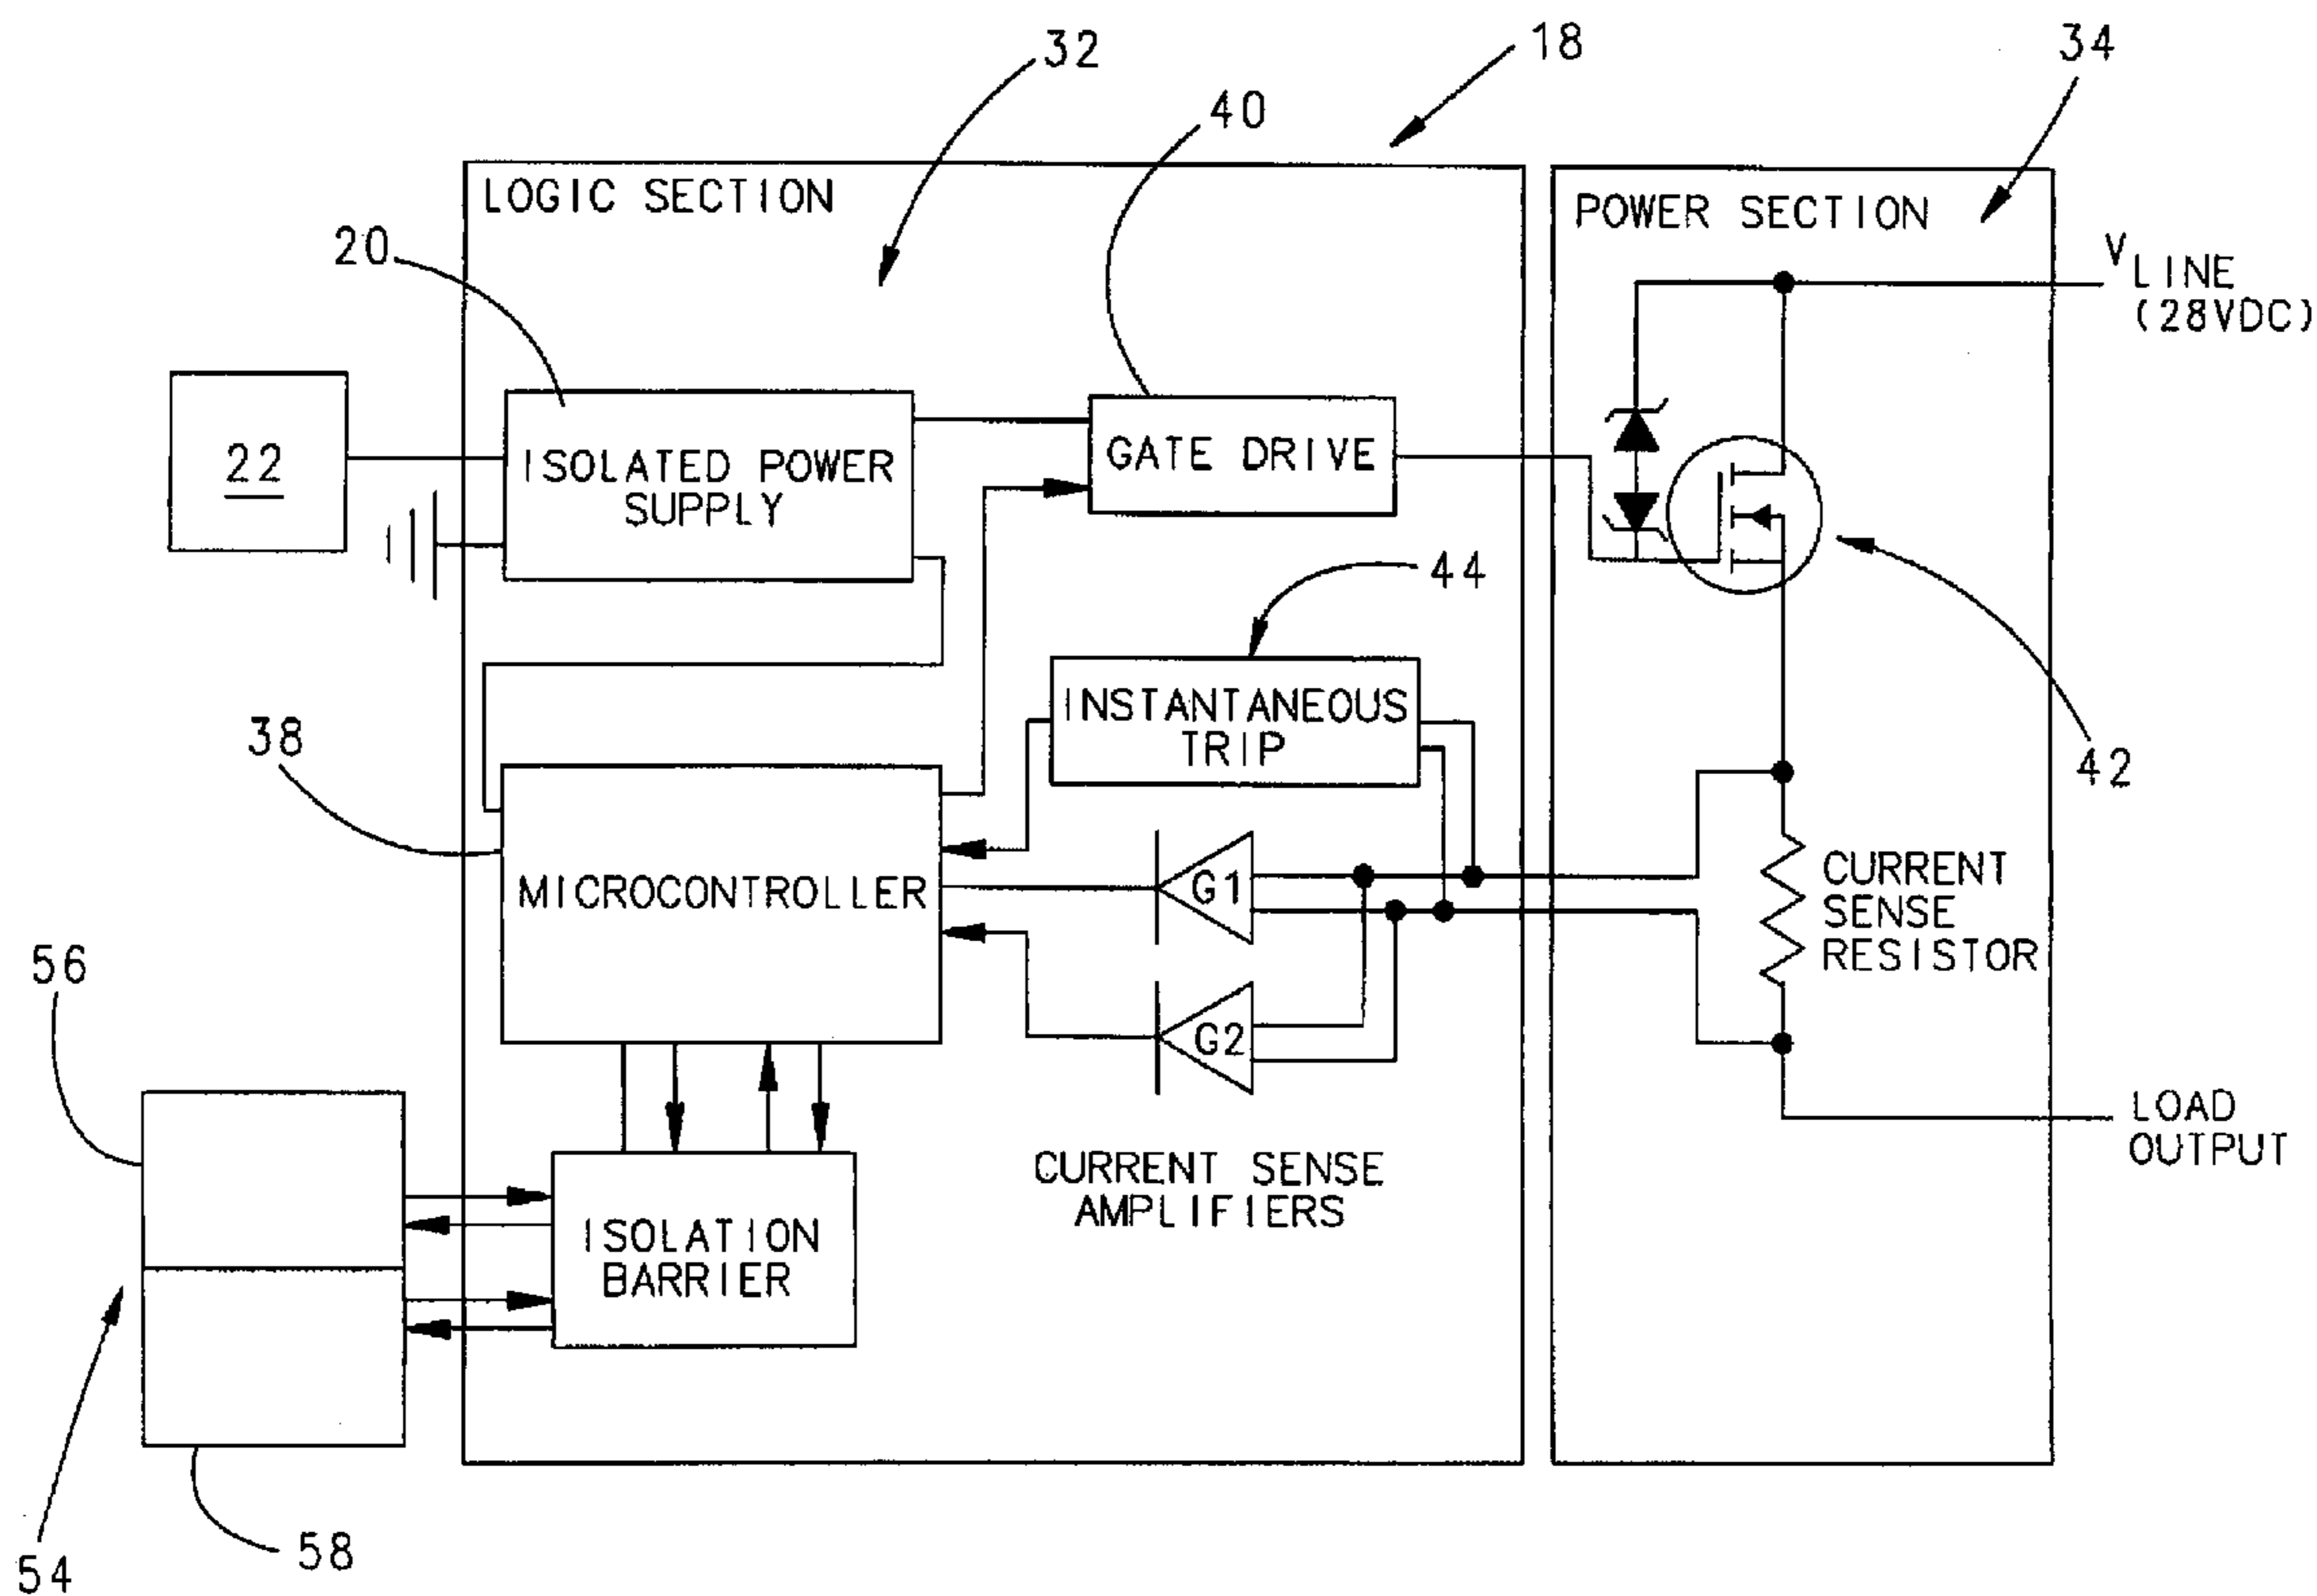 32
18
34
40
LOGIC SECTION
POWER SECTION
20
V LINE
(28VDC)
22
ISOLATED POWER
SUPPLY
GATE DRIVE
44
INSTANTANEOUS
TRIP
38
42
MICROCONTROLLER
G1
CURRENT
SENSE
RESISTOR
56
G2
LOAD
OUTPUT
CURRENT SENSE
AMPLIFIERS
ISOLATION
BARRIER
58
54